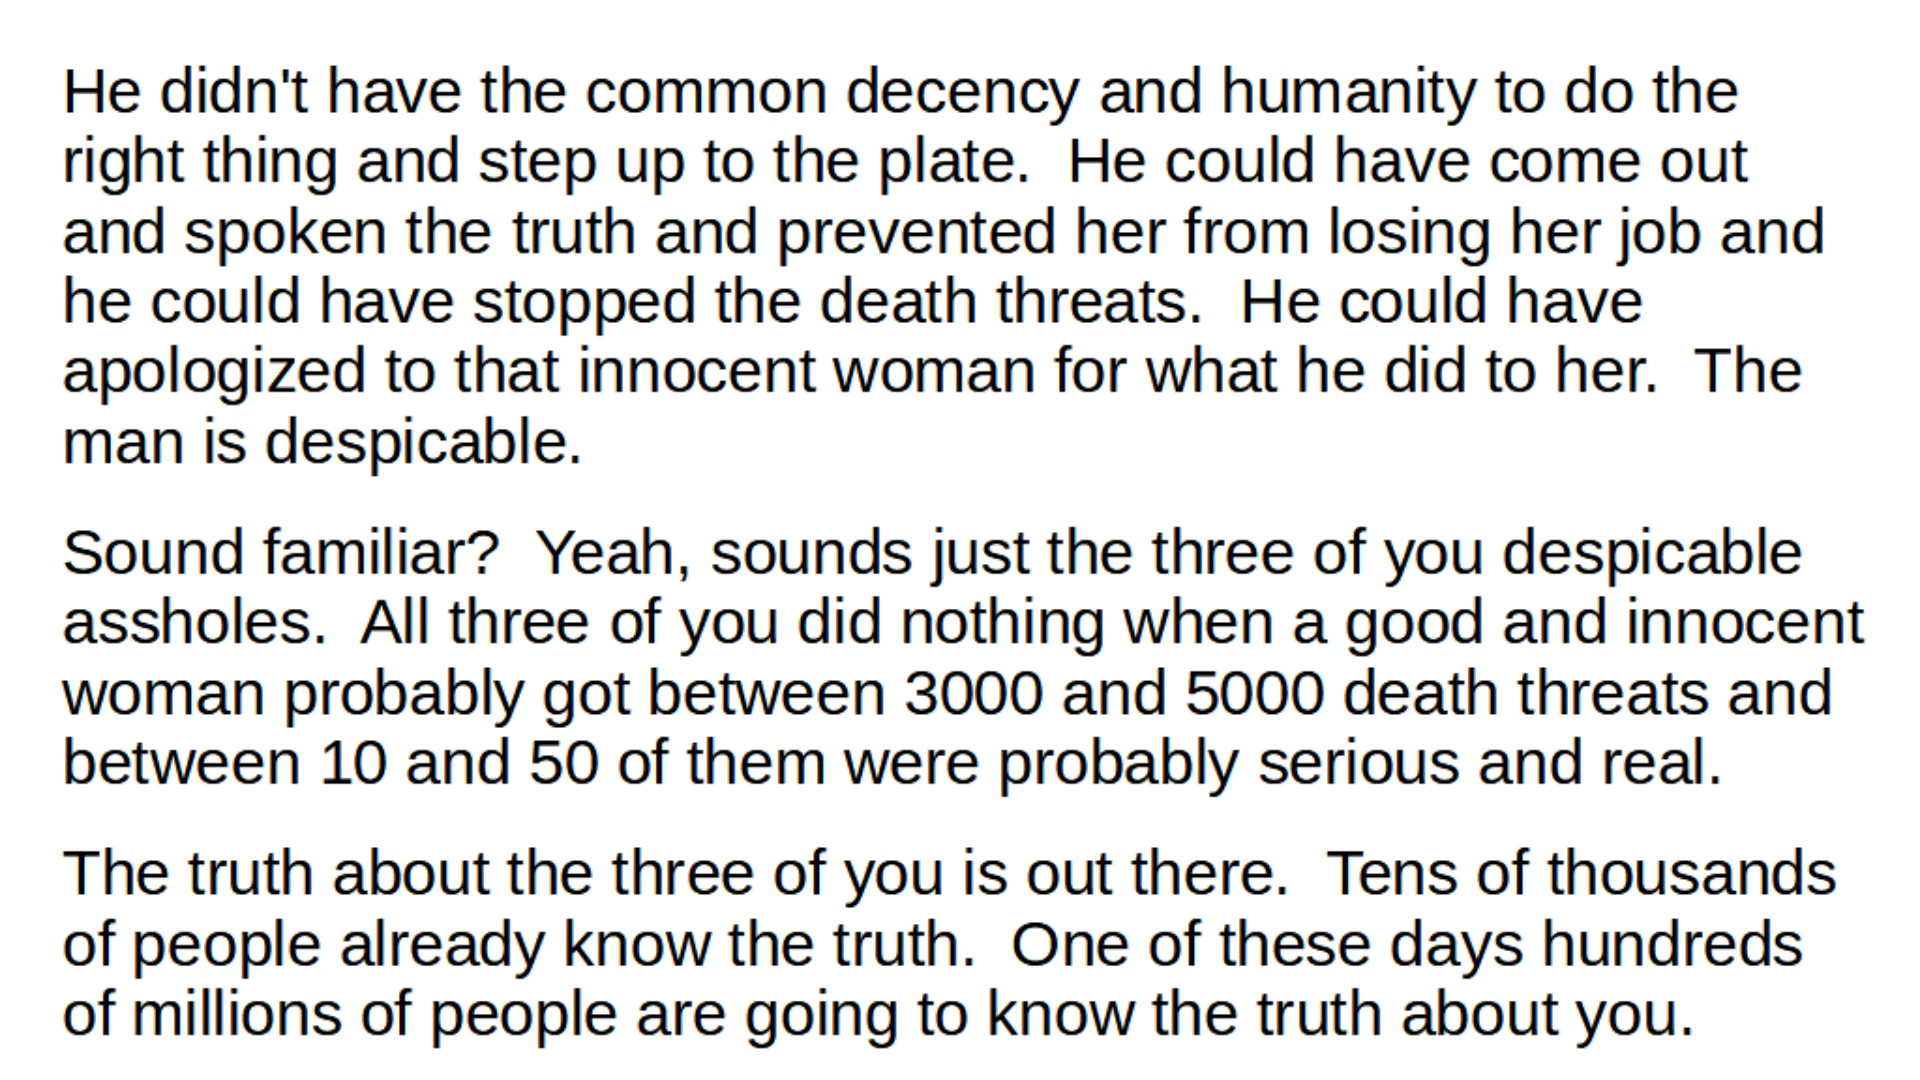 He didn't have the common decency and humanity to do the
right thing and step up to the plate.  He could have come out
and spoken the truth and prevented her from losing her job and
he could have stopped the death threats.  He could have
apologized to that innocent woman for what he did to her.  The
man is despicable.
Sound familiar?  Yeah, sounds just the three of you despicable
assholes.  All three of you did nothing when a good and innocent
woman probably got between 3000 and 5000 death threats and
between 10 and 50 of them were probably serious and real.
The truth about the three of you is out there.  Tens of thousands
of people already know the truth.  One of these days hundreds
of millions of people are going to know the truth about you.